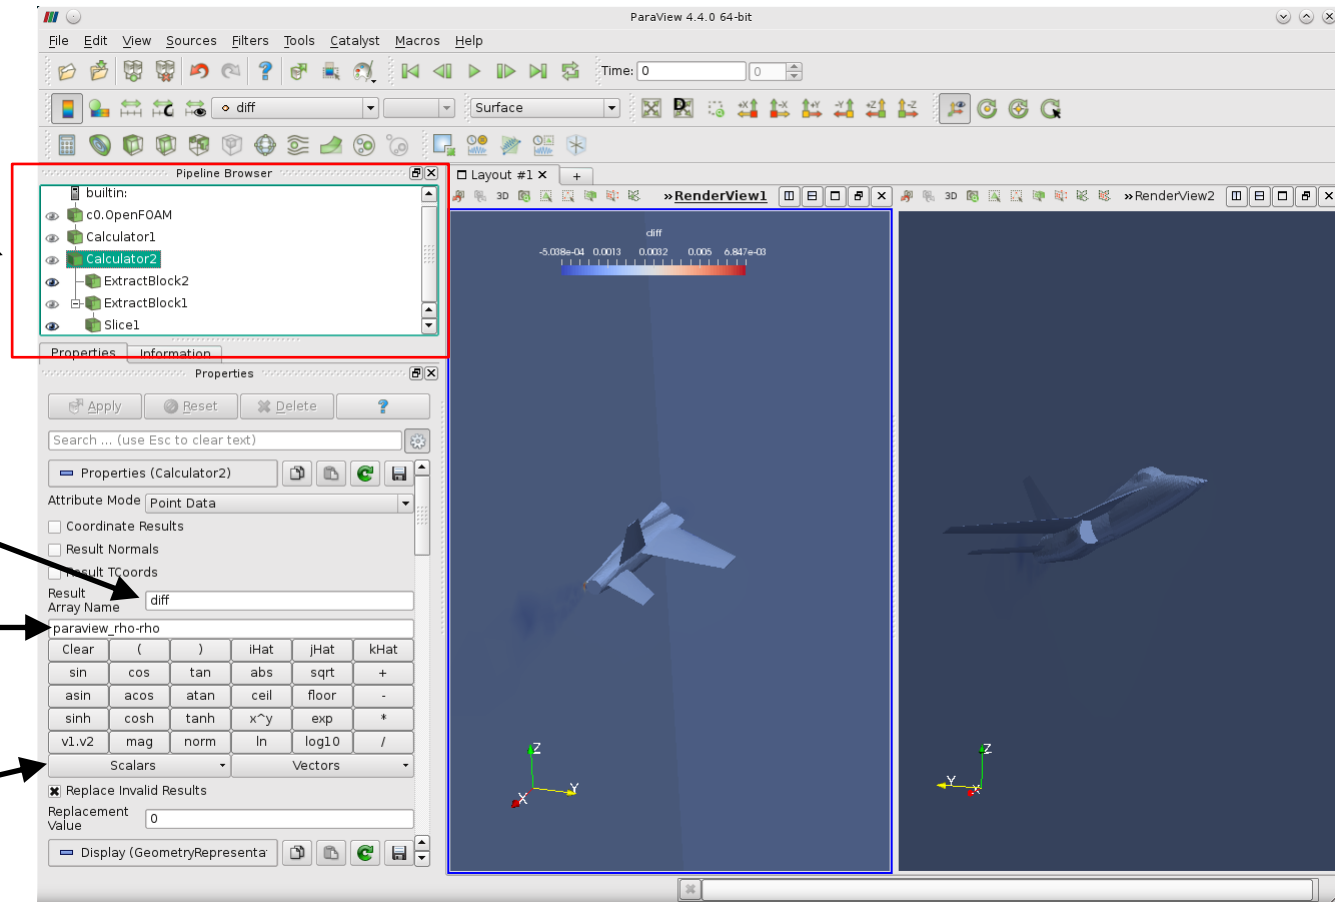 ParaView 4.4.0 64-bit
File Edit View Sources Filters Tools Catalyst Macros Help
Time: 0 0
diff Surface
Pipeline Browser
builtin:
c0.OpenFOAM
Calculator1
Calculator2
ExtractBlock2
ExtractBlock1
Slice1
Properties Information
Properties
Apply Reset Delete ?
Search ... (use Esc to clear text)
Properties (Calculator2)
Attribute Mode Point Data
Coordinate Results
Result Normals
Result TCoords
Result
Array Name diff
paraview_rho-rho
Clear ( ) iHat jHat kHat
sin cos tan abs sqrt +
asin acos atan ceil floor -
sinh cosh tanh x^y exp *
v1.v2 mag norm ln log10 /
Scalars Vectors
Replace Invalid Results
Replacement
Value 0
Display (GeometryRepresenta
Layout #1 × +
3D »RenderView1
3D »RenderView2
diff
-5.038e-04 0.0013 0.0032 0.005 6.847e-03
Z
Y
X
Z
Y
X